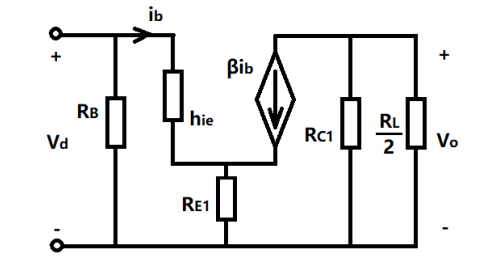 ib
+
βib
+
RB
hie
RC1
RL
2
Vd
Vo
RE1
-
-